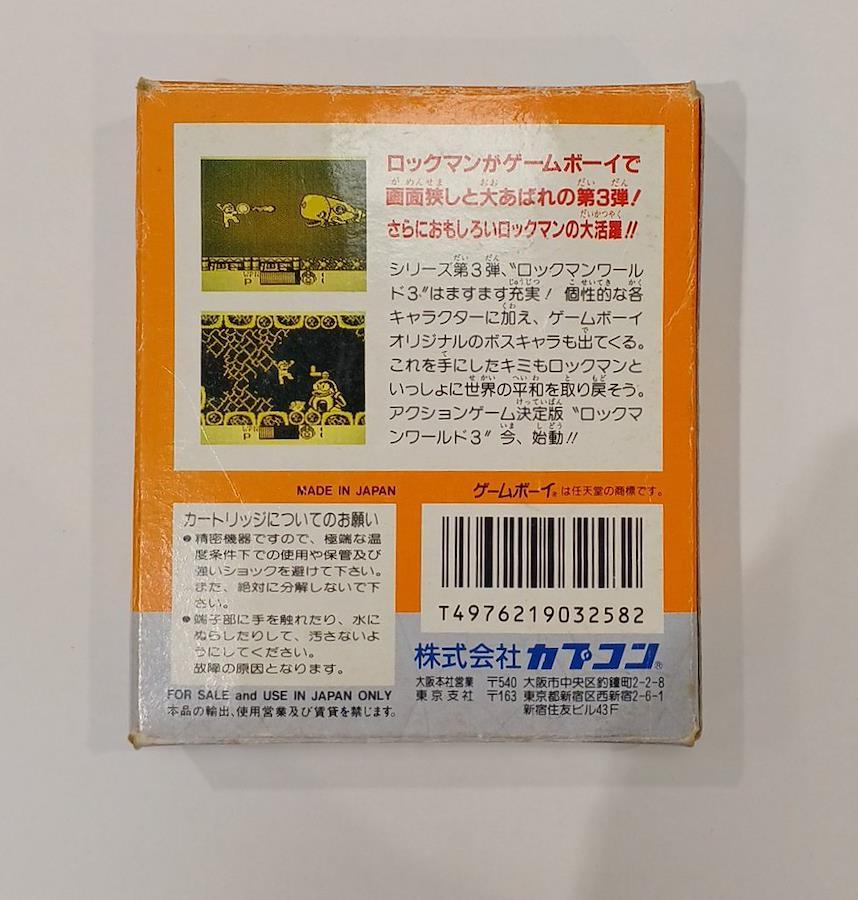 ロックマンがゲームボーイで
画面狭しと大あばれの第3弾!
さらにおもしろいロックマンの大活躍!!
シリーズ第3弾、〝ロックマンワール
ド3〟はますます充実! 個性的な各
キャラクターに加え、ゲームボーイ
オリジナルのボスキャラも出てくる。
これを手にしたキミもロックマンと
いっしょに世界の平和を取り戻そう。
アクションゲーム決定版〝ロックマ
ンワールド3〟今、始動!!
MADE IN JAPAN
ゲームボーイ®は任天堂の商標です。
カートリッジについてのお願い
●精密機器ですので、極端な温
度条件下での使用や保管及び
強いショックを避けて下さい。
また、絶対に分解しないで下
さい。
●端子部に手を触れたり、水に
ぬらしたりして、汚さないよ
うにしてください。
故障の原因となります。
FOR SALE and USE IN JAPAN ONLY
本品の輸出、使用営業及び賃貸を禁じます。
T4976219032582
株式会社カプコン®
大阪本社営業 〒540 大阪市中央区釣鐘町2-2-8
東京支社 〒163 東京都新宿区西新宿2-6-1
新宿住友ビル43F